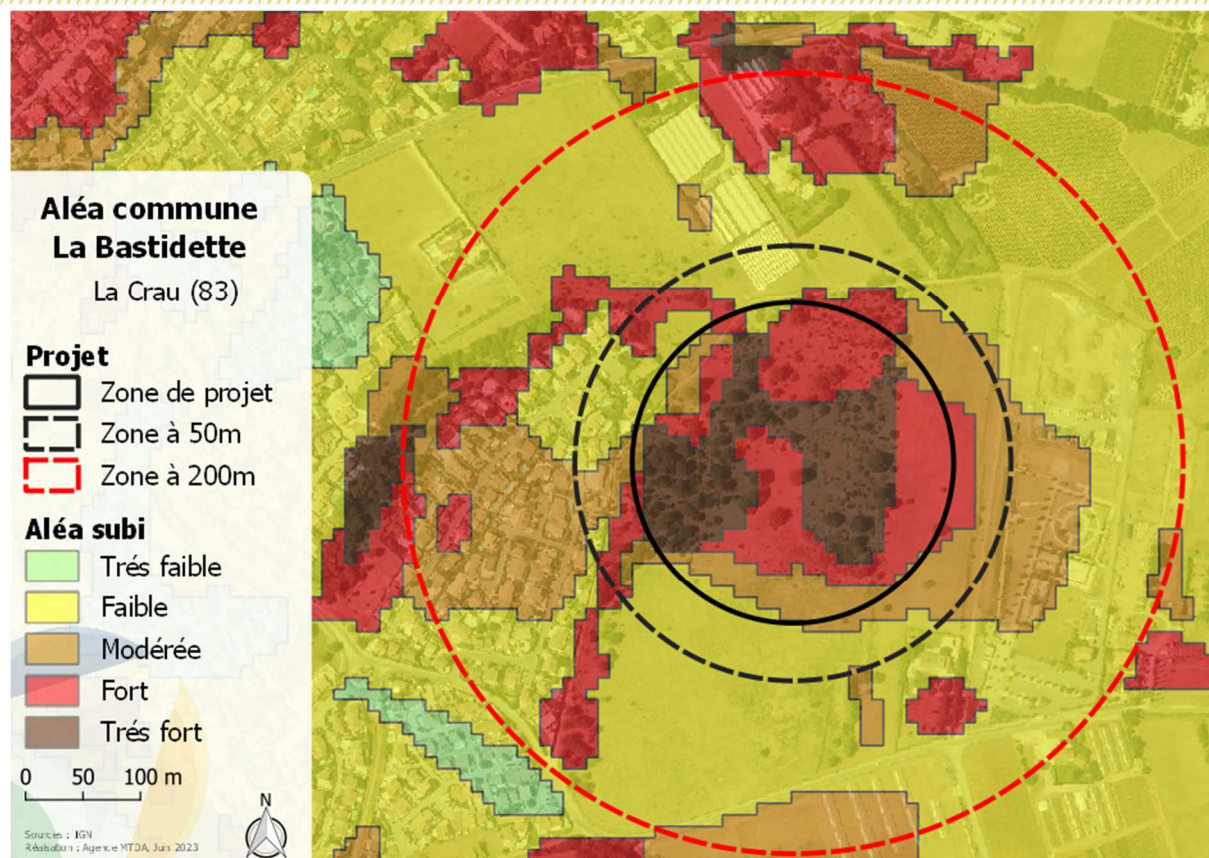 Aléa commune
La Bastidette
La Crau (83)
Projet
Zone de projet
Zone à 50m
Zone à 200m
Aléa subi
Trés faible
Faible
Modérée
Fort
Trés fort
0 50 100 m
N
Sources : IGN
Réalisation : Agence MTDA, Juin 2023